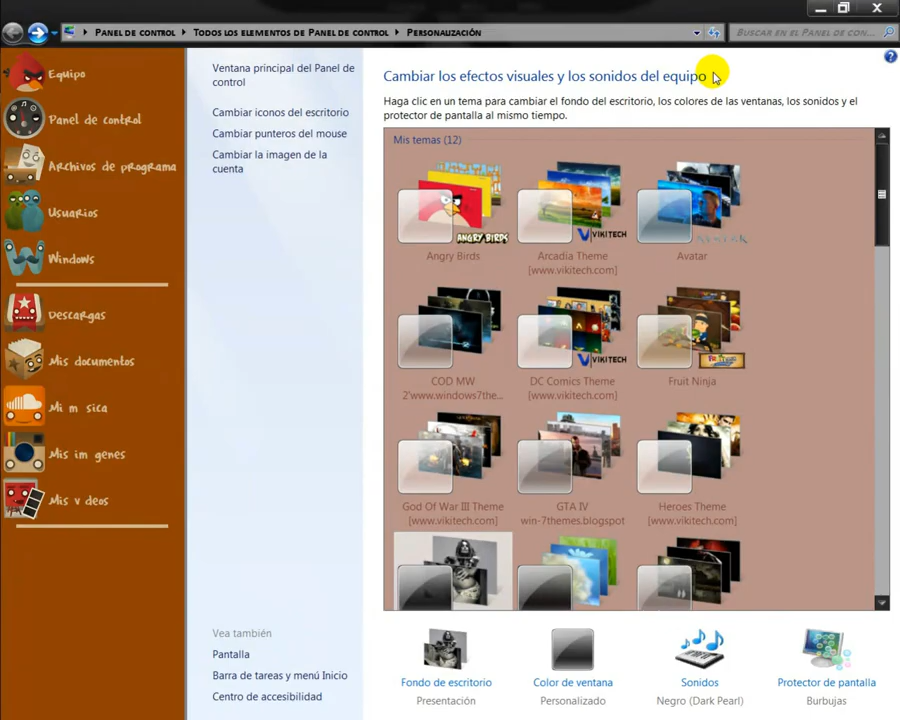 PANEL DE CONTROL ▸ TODOS LOS ELEMENTOS DE PANEL DE CONTROL ▸ PERSONALIZACIÓN
BUSCAR EN EL PANEL DE CON...
Equipo
Panel de control
Archivos de programa
Usuarios
Windows
Descargas
Mis documentos
Mi m sica
Mis im genes
Mis v deos
Ventana principal del Panel de
control
Cambiar iconos del escritorio
Cambiar punteros del mouse
Cambiar la imagen de la
cuenta
Vea también
Pantalla
Barra de tareas y menú Inicio
Centro de accesibilidad
Cambiar los efectos visuales y los sonidos del equipo
Haga clic en un tema para cambiar el fondo del escritorio, los colores de las ventanas, los sonidos y el
protector de pantalla al mismo tiempo.
Mis temas (12)
ANGRY BIRDS
VIKITECH
Angry Birds
Arcadia Theme
[www.vikitech.com]
Avatar
VIKITECH
COD MW
2'www.windows7the...
DC Comics Theme
[www.vikitech.com]
Fruit Ninja
God Of War III Theme
[www.vikitech.com]
GTA IV
win-7themes.blogspot
Heroes Theme
[www.vikitech.com]
Fondo de escritorio
Presentación
Color de ventana
Personalizado
Sonidos
Negro (Dark Pearl)
Protector de pantalla
Burbujas